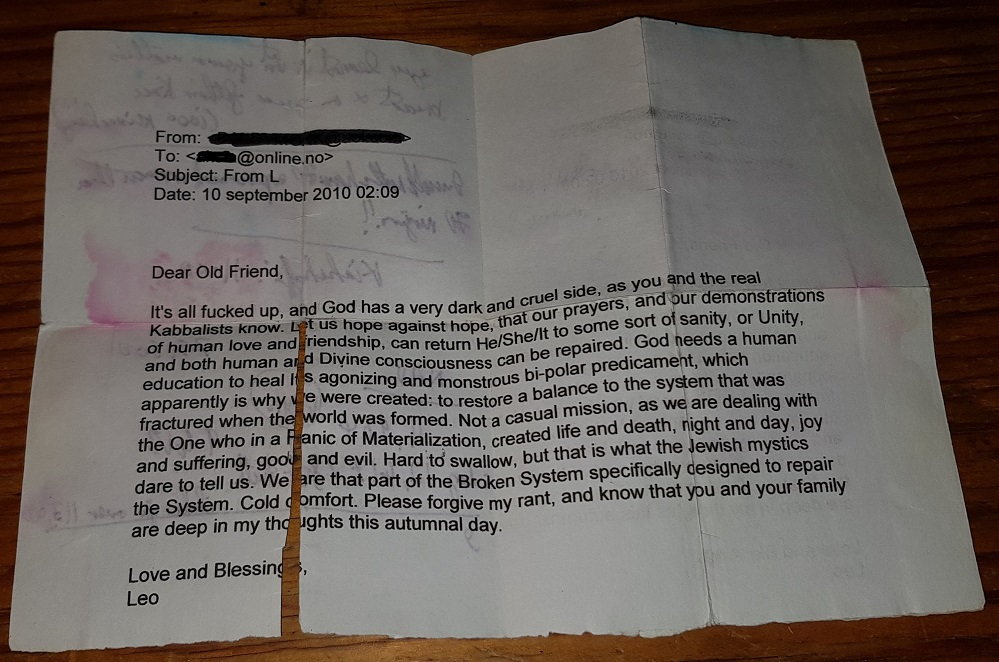 From:
To: < @online.no>
Subject: From L
Date: 10 september 2010 02:09
Dear Old Friend,
It's all fucked up, and God has a very dark and cruel side, as you and the real
Kabbalists know. Let us hope against hope, that our prayers, and our demonstrations
of human love and friendship, can return He/She/It to some sort of sanity, or Unity,
and both human and Divine consciousness can be repaired. God needs a human
education to heal It's agonizing and monstrous bi-polar predicament, which
apparently is why we were created: to restore a balance to the system that was
fractured when the world was formed. Not a casual mission, as we are dealing with
the One who in a Panic of Materialization, created life and death, night and day, joy
and suffering, good and evil. Hard to swallow, but that is what the Jewish mystics
dare to tell us. We are that part of the Broken System specifically designed to repair
the System. Cold comfort. Please forgive my rant, and know that you and your family
are deep in my thoughts this autumnal day.
Love and Blessings,
Leo